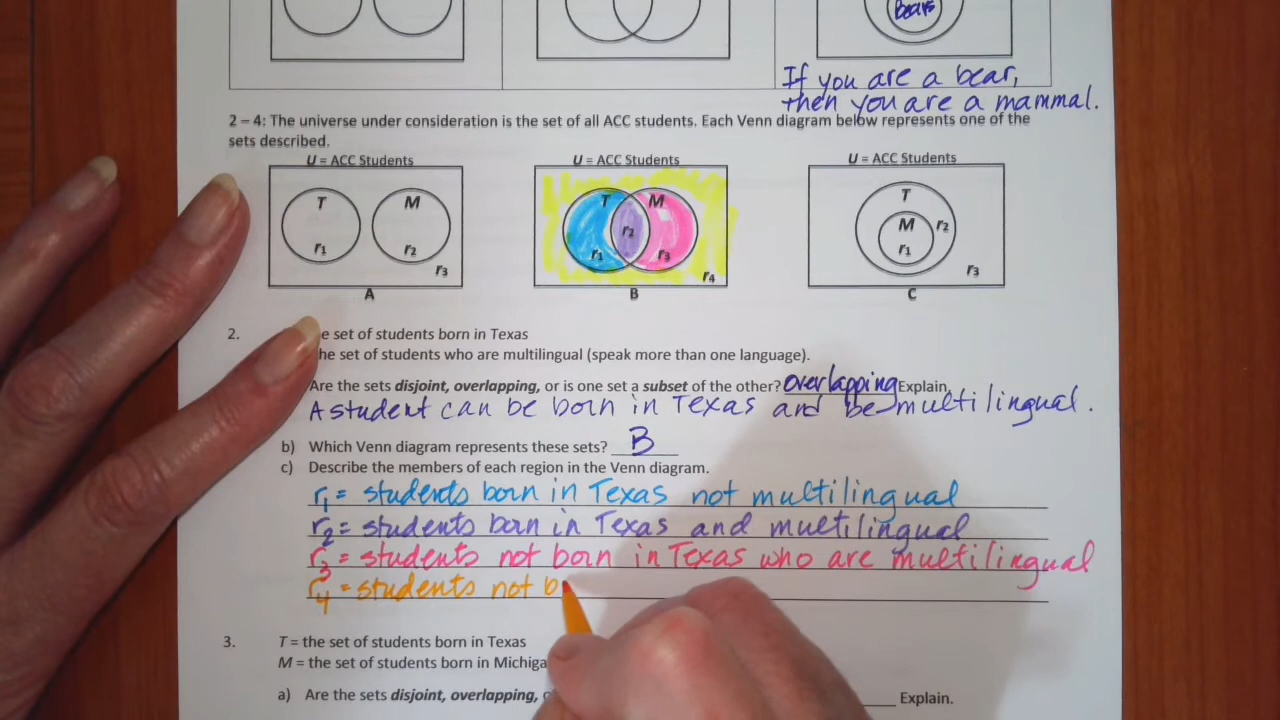 Bears
If you are a bear,
then you are a mammal.
2 – 4: The universe under consideration is the set of all ACC students. Each Venn diagram below represents one of the
sets described.
U = ACC Students
T M
r1 r2
r3
A
U = ACC Students
T M
r2
r1 r3
r4
B
U = ACC Students
T
M r2
r1
r3
C
2. e set of students born in Texas
he set of students who are multilingual (speak more than one language).
Are the sets disjoint, overlapping, or is one set a subset of the other? overlapping Explain.
A student can be born in Texas and be multilingual.
b) Which Venn diagram represents these sets? B
c) Describe the members of each region in the Venn diagram.
r1 = students born in Texas not multilingual
r2 = students born in Texas and multilingual
r3 = students not born in Texas who are multilingual
r4 = students not b
3. T = the set of students born in Texas
M = the set of students born in Michiga
a) Are the sets disjoint, overlapping, Explain.